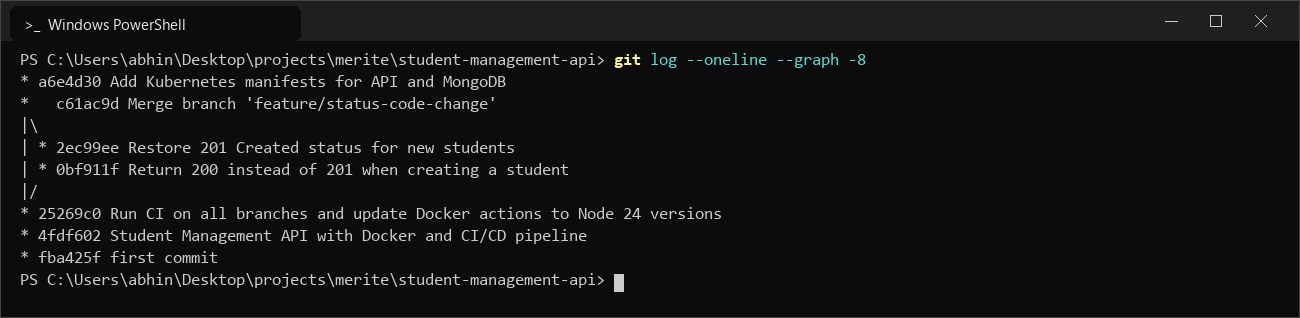 >_ Windows PowerShell
PS C:\Users\abhin\Desktop\projects\merite\student-management-api> git log --oneline --graph -8
* a6e4d30 Add Kubernetes manifests for API and MongoDB
*   c61ac9d Merge branch 'feature/status-code-change'
|\
| * 2ec99ee Restore 201 Created status for new students
| * 0bf911f Return 200 instead of 201 when creating a student
|/
* 25269c0 Run CI on all branches and update Docker actions to Node 24 versions
* 4fdf602 Student Management API with Docker and CI/CD pipeline
* fba425f first commit
PS C:\Users\abhin\Desktop\projects\merite\student-management-api>